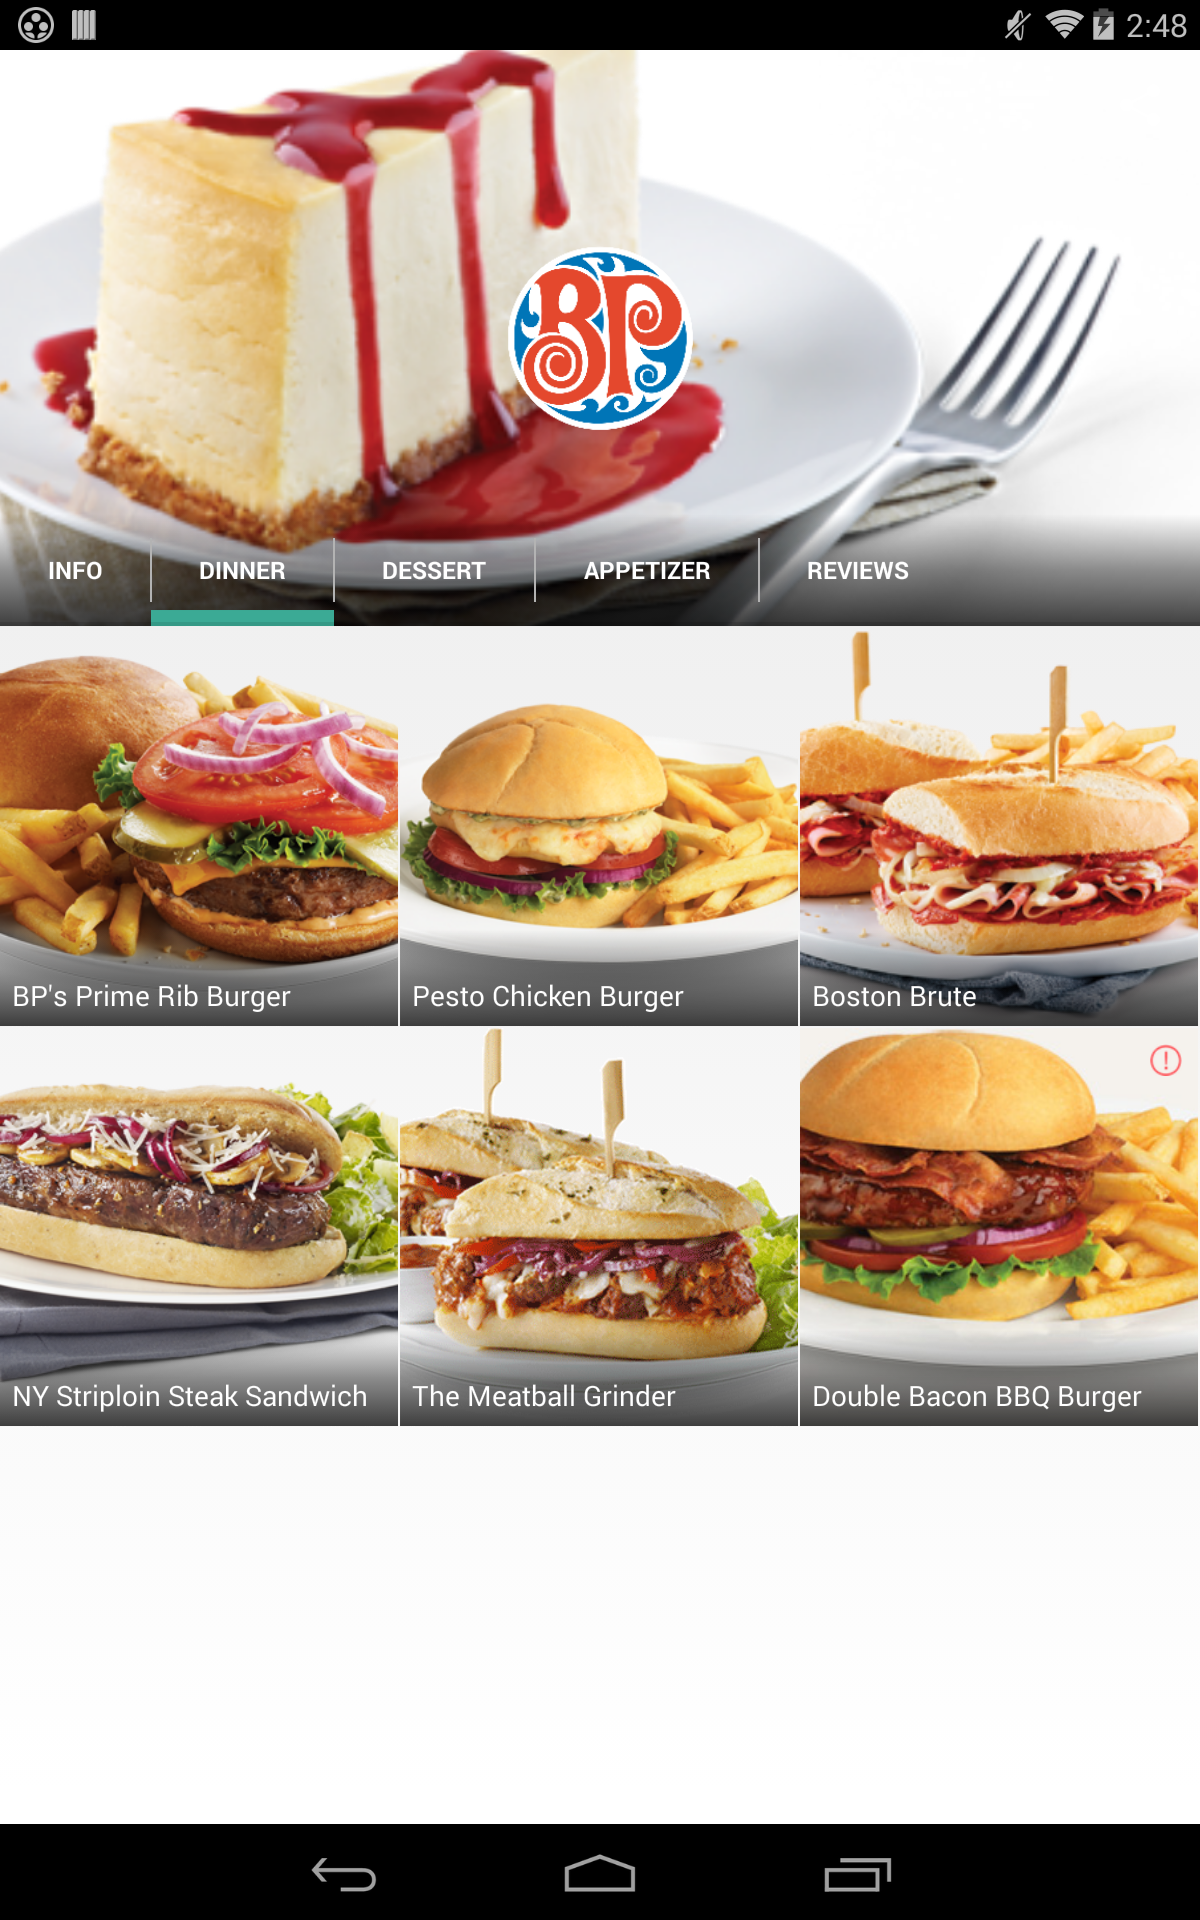 2:48
BP
INFO
DINNER
DESSERT
APPETIZER
REVIEWS
BP's Prime Rib Burger
Pesto Chicken Burger
Boston Brute
NY Striploin Steak Sandwich
The Meatball Grinder
Double Bacon BBQ Burger